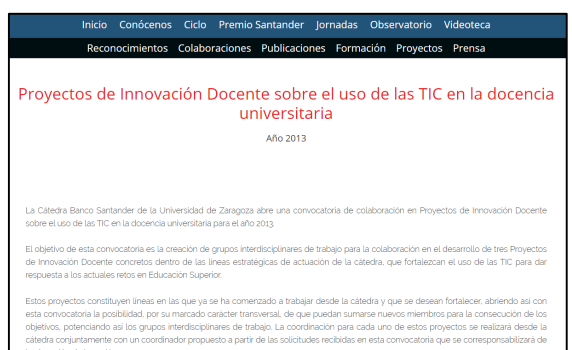 Inicio Conócenos Ciclo Premio Santander Jornadas Observatorio Videoteca
Reconocimientos Colaboraciones Publicaciones Formación Proyectos Prensa
Proyectos de Innovación Docente sobre el uso de las TIC en la docencia
universitaria
Año 2013
La Cátedra Banco Santander de la Universidad de Zaragoza abre una convocatoria de colaboración en Proyectos de Innovación Docente
sobre el uso de las TIC en la docencia universitaria para el año 2013.
El objetivo de esta convocatoria es la creación de grupos interdisciplinares de trabajo para la colaboración en el desarrollo de tres Proyectos
de Innovación Docente concretos dentro de las líneas estratégicas de actuación de la cátedra, que fortalezcan el uso de las TIC para dar
respuesta a los actuales retos en Educación Superior.
Estos proyectos constituyen líneas en las que ya se ha comenzado a trabajar desde la cátedra y que se desean fortalecer, abriendo así con
esta convocatoria la posibilidad, por su marcado carácter transversal, de que puedan sumarse nuevos miembros para la consecución de los
objetivos, potenciando así los grupos interdisciplinares de trabajo. La coordinación para cada uno de estos proyectos se realizará desde la
cátedra conjuntamente con un coordinador propuesto a partir de las solicitudes recibidas en esta convocatoria que se corresponsabilizará de